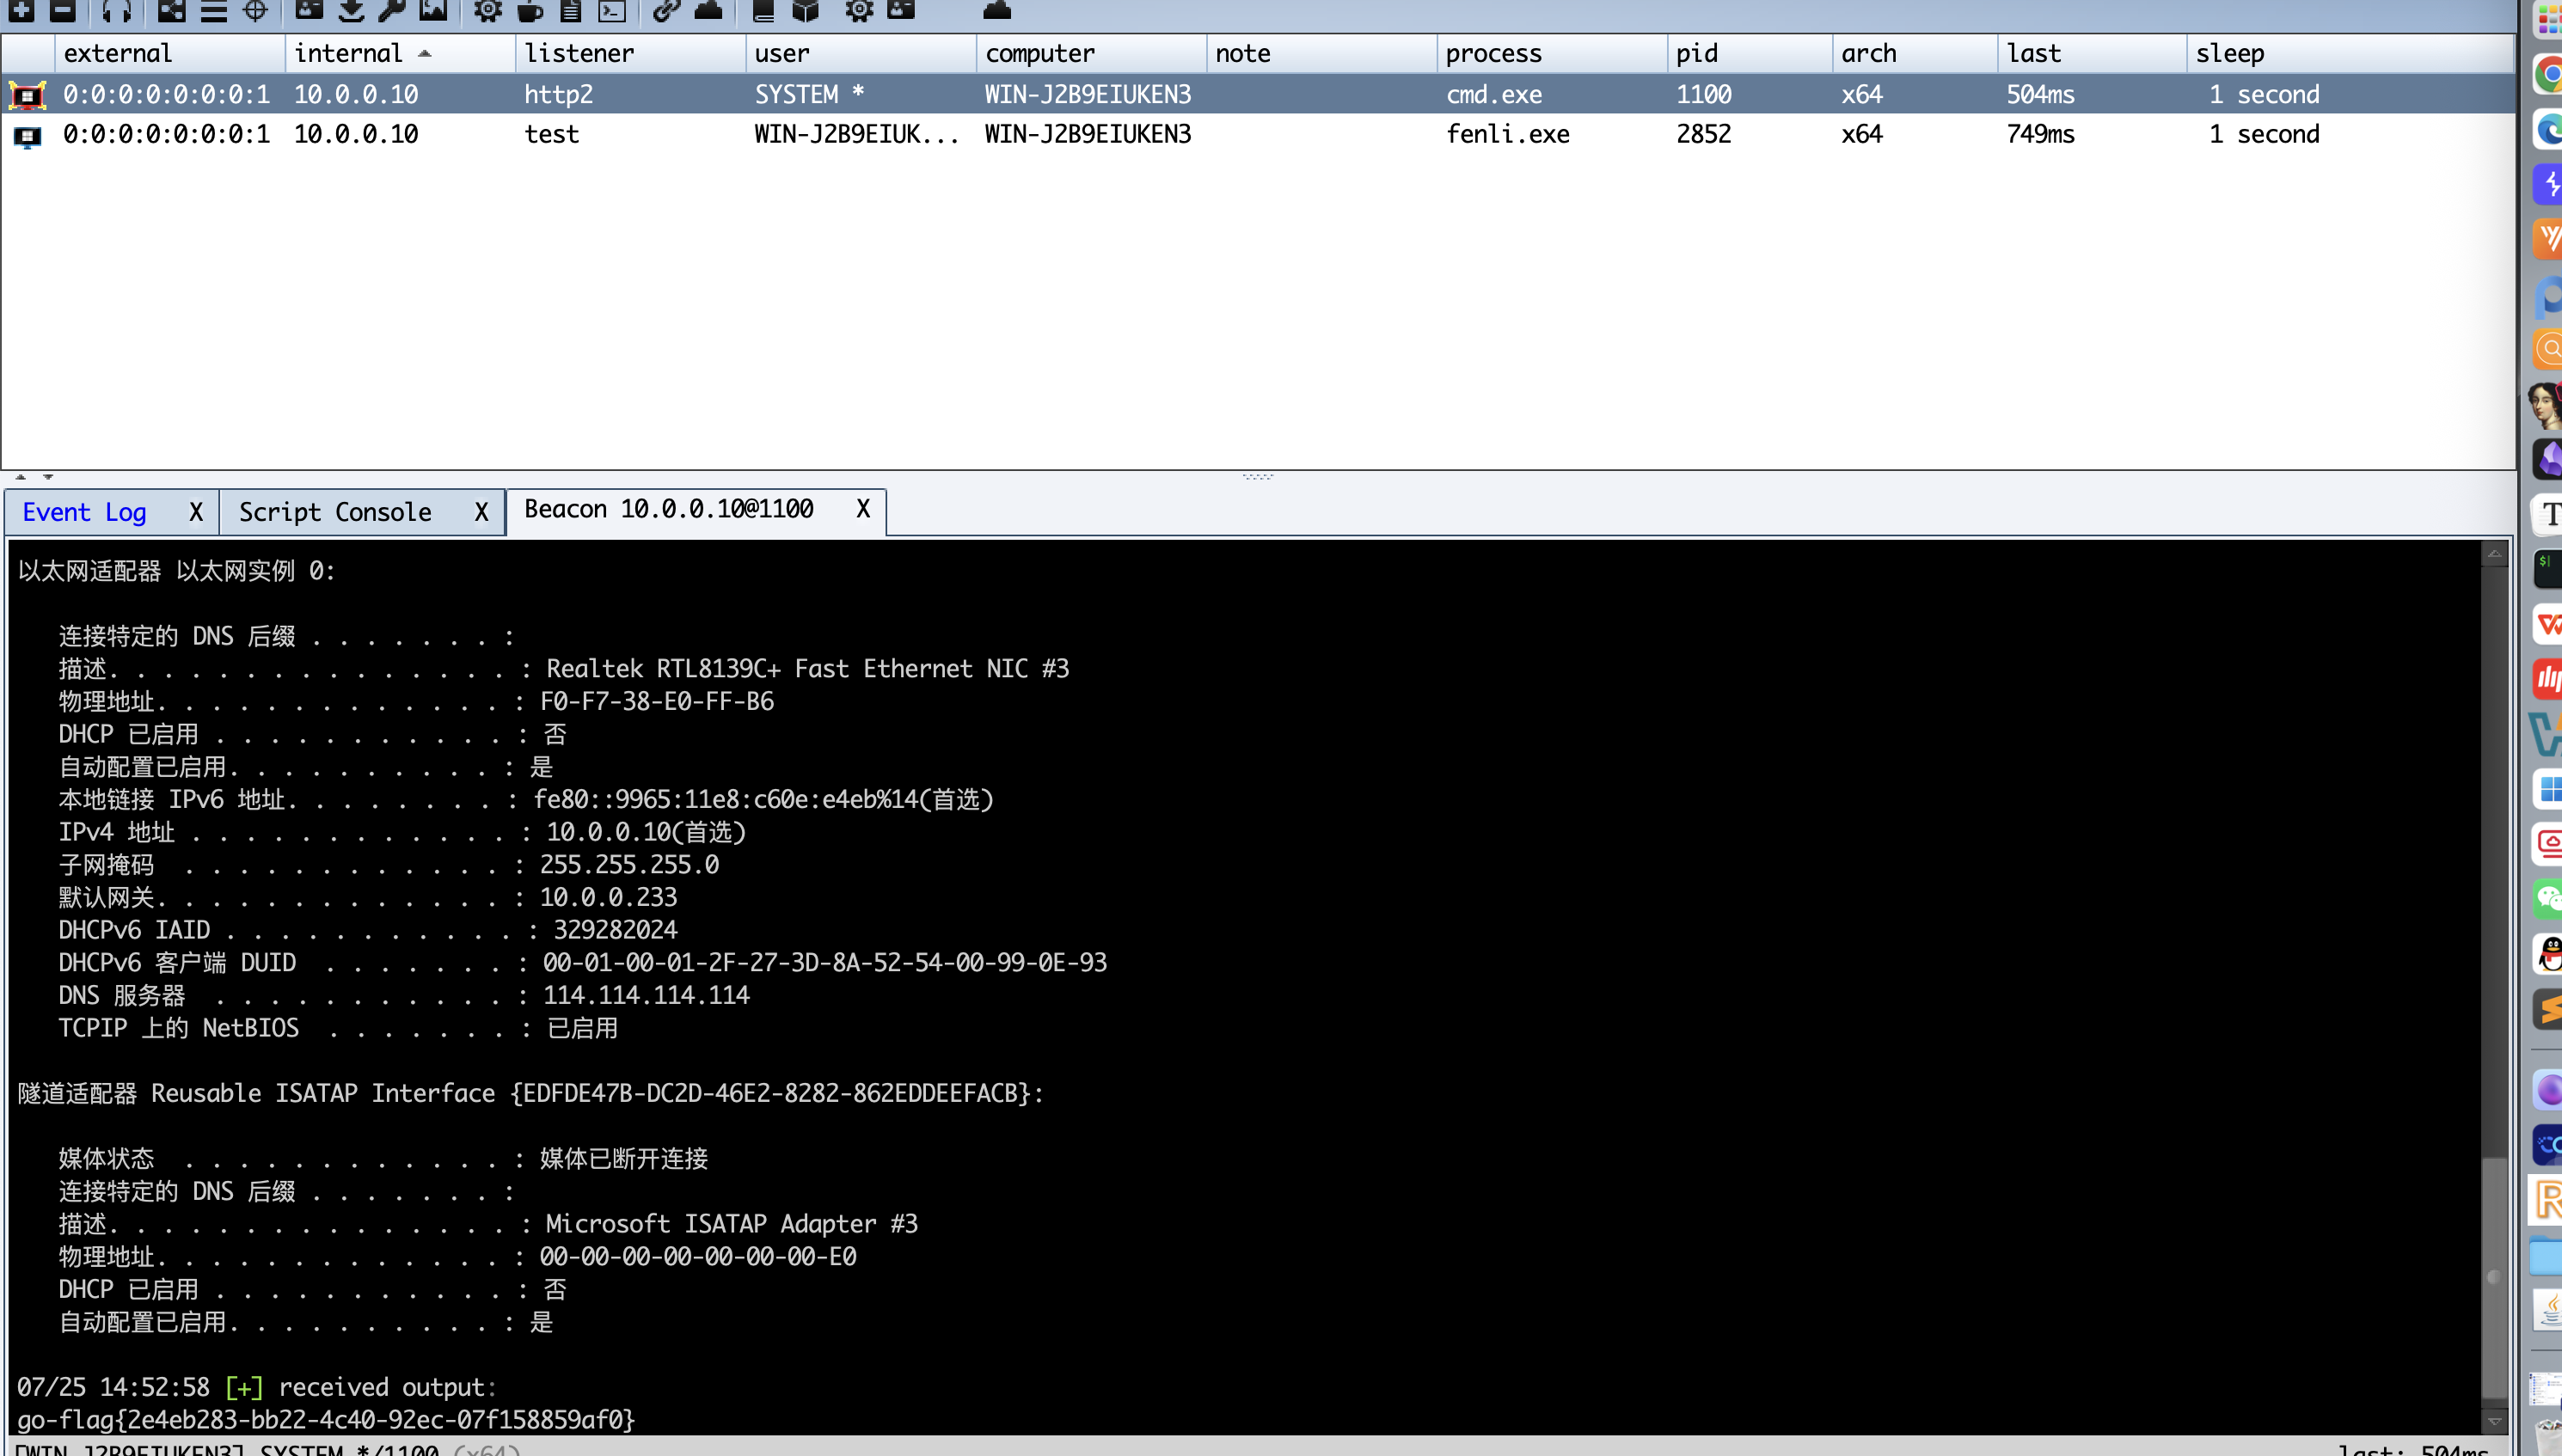 external internal listener user computer note process pid arch last sleep
0:0:0:0:0:0:0:1 10.0.0.10 http2 SYSTEM * WIN-J2B9EIUKEN3 cmd.exe 1100 x64 504ms 1 second
0:0:0:0:0:0:0:1 10.0.0.10 test WIN-J2B9EIUK... WIN-J2B9EIUKEN3 fenli.exe 2852 x64 749ms 1 second
Event Log X Script Console X Beacon 10.0.0.10@1100 X
以太网适配器 以太网实例 0:
连接特定的 DNS 后缀 . . . . . . . :
描述. . . . . . . . . . . . . . . . : Realtek RTL8139C+ Fast Ethernet NIC #3
物理地址. . . . . . . . . . . . . : F0-F7-38-E0-FF-B6
DHCP 已启用 . . . . . . . . . . . . : 否
自动配置已启用. . . . . . . . . . . : 是
本地链接 IPv6 地址. . . . . . . . . : fe80::9965:11e8:c60e:e4eb%14(首选)
IPv4 地址 . . . . . . . . . . . . . : 10.0.0.10(首选)
子网掩码 . . . . . . . . . . . . : 255.255.255.0
默认网关. . . . . . . . . . . . . : 10.0.0.233
DHCPv6 IAID . . . . . . . . . . . . : 329282024
DHCPv6 客户端 DUID . . . . . . . : 00-01-00-01-2F-27-3D-8A-52-54-00-99-0E-93
DNS 服务器 . . . . . . . . . . . . : 114.114.114.114
TCPIP 上的 NetBIOS . . . . . . . : 已启用
隧道适配器 Reusable ISATAP Interface {EDFDE47B-DC2D-46E2-8282-862EDDEEFACB}:
媒体状态 . . . . . . . . . . . . : 媒体已断开连接
连接特定的 DNS 后缀 . . . . . . . :
描述. . . . . . . . . . . . . . . . : Microsoft ISATAP Adapter #3
物理地址. . . . . . . . . . . . . : 00-00-00-00-00-00-00-E0
DHCP 已启用 . . . . . . . . . . . . : 否
自动配置已启用. . . . . . . . . . . : 是
07/25 14:52:58 [+] received output:
go-flag{2e4eb283-bb22-4c40-92ec-07f158859af0}
[WIN-J2B9EIUKEN3] SYSTEM */1100 (x64) last: 504ms